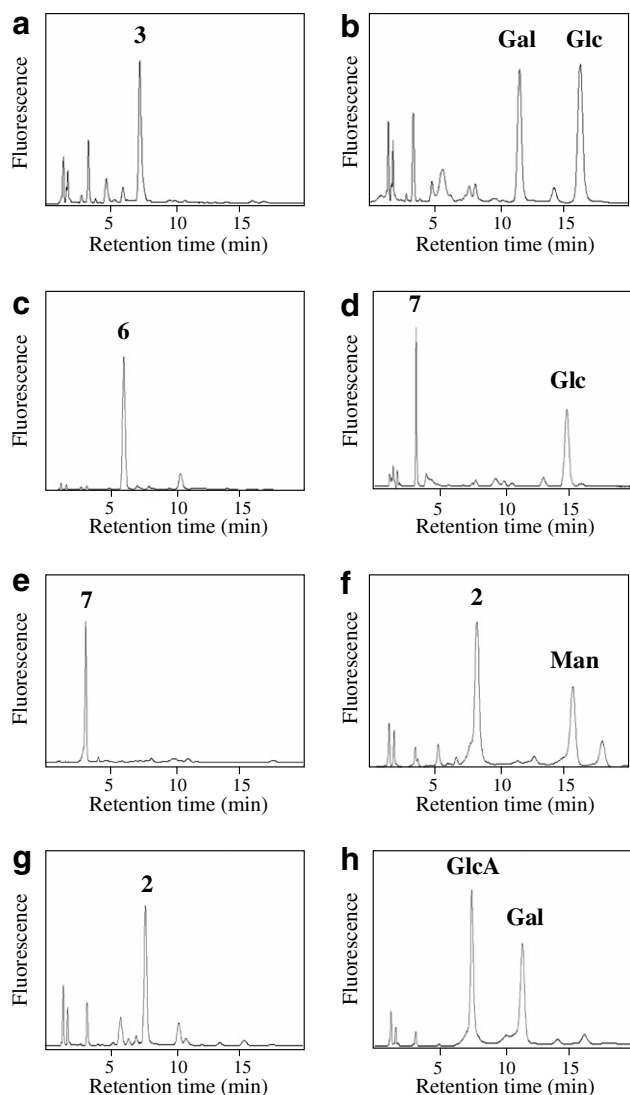 a
3
Fluorescence
5 10 15
Retention time (min)
b
Gal Glc
Fluorescence
5 10 15
Retention time (min)
c
6
Fluorescence
5 10 15
Retention time (min)
d
7
Glc
Fluorescence
5 10 15
Retention time (min)
e
7
Fluorescence
5 10 15
Retention time (min)
f
2
Man
Fluorescence
5 10 15
Retention time (min)
g
2
Fluorescence
5 10 15
Retention time (min)
h
GlcA
Gal
Fluorescence
5 10 15
Retention time (min)